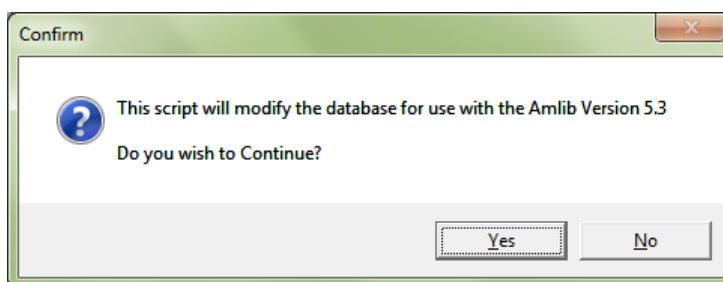 Confirm
This script will modify the database for use with the Amlib Version 5.3
Do you wish to Continue?
Yes No